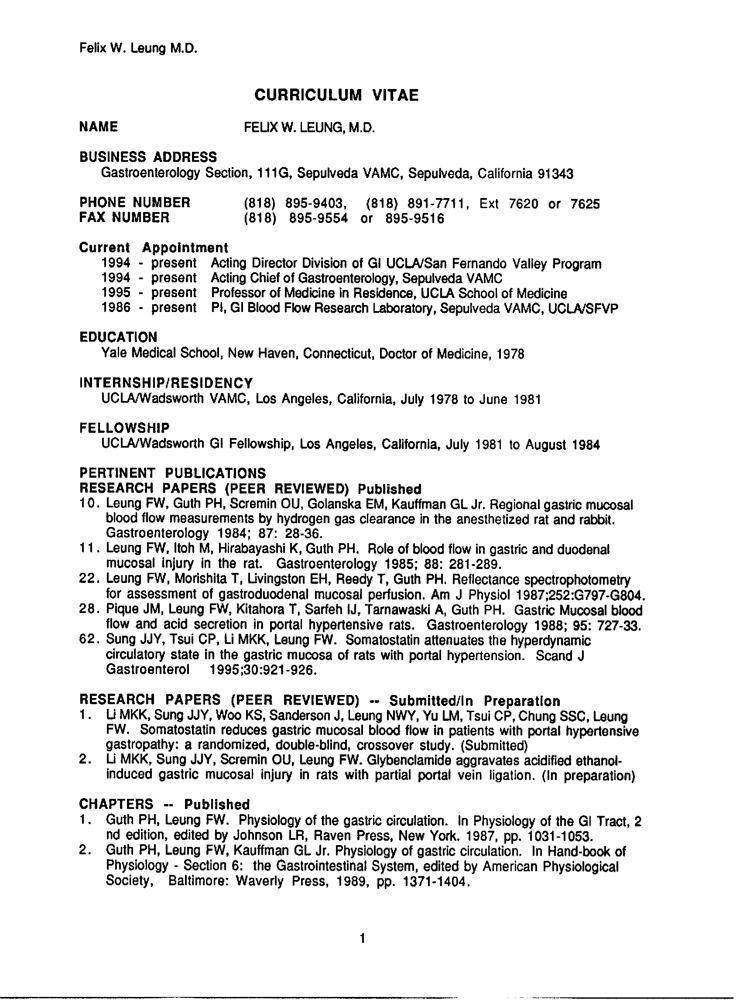 Felix W. Leung M.D.
CURRICULUM VITAE
NAME FELIX W. LEUNG, M.D.
BUSINESS ADDRESS
Gastroenterology Section, 111G, Sepulveda VAMC, Sepulveda, California 91343
PHONE NUMBER (818) 895-9403, (818) 891-7711, Ext 7620 or 7625
FAX NUMBER (818) 895-9554 or 895-9516
Current Appointment
1994 - present Acting Director Division of GI UCLA/San Fernando Valley Program
1994 - present Acting Chief of Gastroenterology, Sepulveda VAMC
1995 - present Professor of Medicine in Residence, UCLA School of Medicine
1986 - present PI, GI Blood Flow Research Laboratory, Sepulveda VAMC, UCLA/SFVP
EDUCATION
Yale Medical School, New Haven, Connecticut, Doctor of Medicine, 1978
INTERNSHIP/RESIDENCY
UCLA/Wadsworth VAMC, Los Angeles, California, July 1978 to June 1981
FELLOWSHIP
UCLA/Wadsworth GI Fellowship, Los Angeles, California, July 1981 to August 1984
PERTINENT PUBLICATIONS
RESEARCH PAPERS (PEER REVIEWED) Published
10. Leung FW, Guth PH, Scremin OU, Golanska EM, Kauffman GL Jr. Regional gastric mucosal
blood flow measurements by hydrogen gas clearance in the anesthetized rat and rabbit.
Gastroenterology 1984; 87: 28-36.
11. Leung FW, Itoh M, Hirabayashi K, Guth PH. Role of blood flow in gastric and duodenal
mucosal injury in the rat. Gastroenterology 1985; 88: 281-289.
22. Leung FW, Morishita T, Livingston EH, Reedy T, Guth PH. Reflectance spectrophotometry
for assessment of gastroduodenal mucosal perfusion. Am J Physiol 1987;252:G797-G804.
28. Pique JM, Leung FW, Kitahora T, Sarfeh IJ, Tarnawaski A, Guth PH. Gastric Mucosal blood
flow and acid secretion in portal hypertensive rats. Gastroenterology 1988; 95: 727-33.
62. Sung JJY, Tsui CP, Li MKK, Leung FW. Somatostatin attenuates the hyperdynamic
circulatory state in the gastric mucosa of rats with portal hypertension. Scand J
Gastroenterol 1995;30:921-926.
RESEARCH PAPERS (PEER REVIEWED) -- Submitted/In Preparation
1. Li MKK, Sung JJY, Woo KS, Sanderson J, Leung NWY, Yu LM, Tsui CP, Chung SSC, Leung
FW. Somatostatin reduces gastric mucosal blood flow in patients with portal hypertensive
gastropathy: a randomized, double-blind, crossover study. (Submitted)
2. Li MKK, Sung JJY, Scremin OU, Leung FW. Glybenclamide aggravates acidified ethanol-
induced gastric mucosal injury in rats with partial portal vein ligation. (In preparation)
CHAPTERS -- Published
1. Guth PH, Leung FW. Physiology of the gastric circulation. In Physiology of the GI Tract, 2
nd edition, edited by Johnson LR, Raven Press, New York. 1987, pp. 1031-1053.
2. Guth PH, Leung FW, Kauffman GL Jr. Physiology of gastric circulation. In Hand-book of
Physiology - Section 6: the Gastrointestinal System, edited by American Physiological
Society, Baltimore: Waverly Press, 1989, pp. 1371-1404.
1